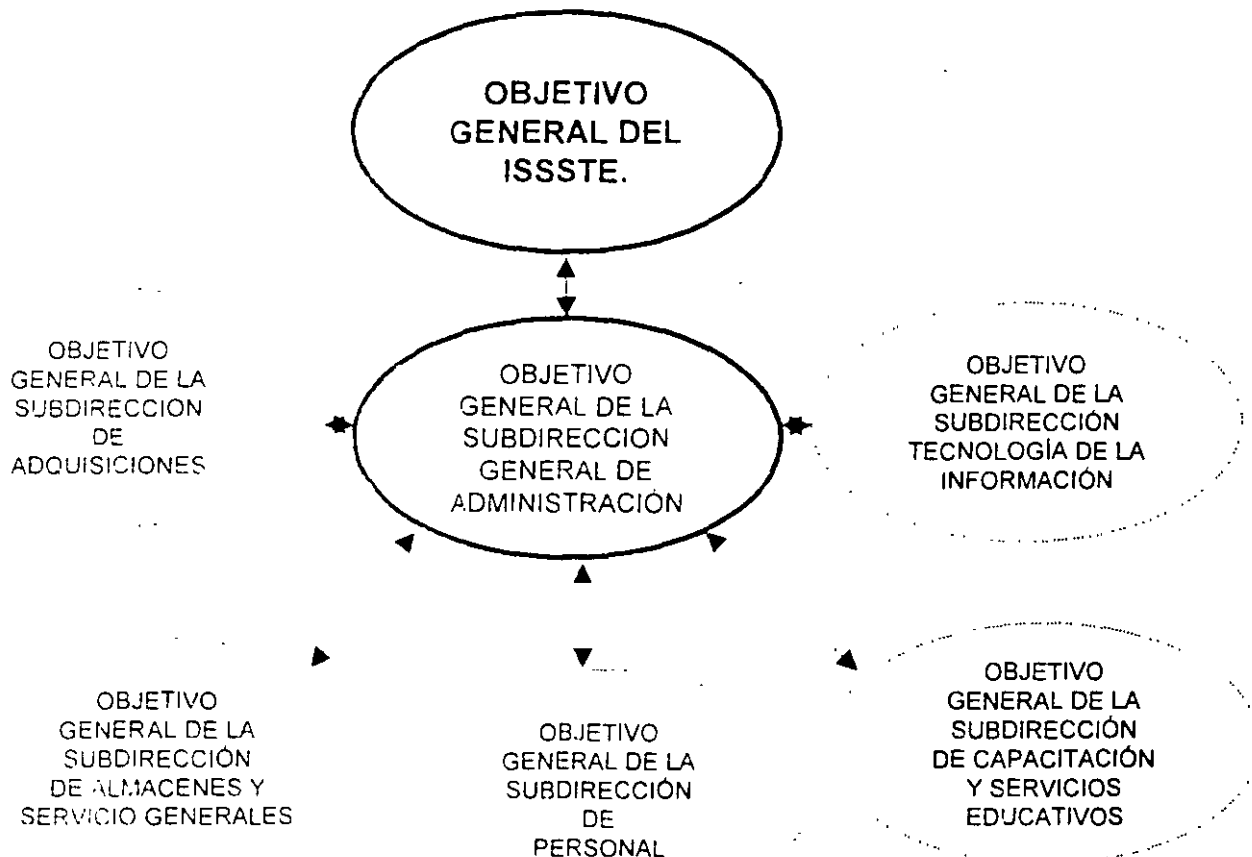 OBJETIVO
GENERAL DEL
ISSSTE.
OBJETIVO
GENERAL DE LA
SUBDIRECCION
DE
ADQUISICIONES
OBJETIVO
GENERAL DE LA
SUBDIRECCION
GENERAL DE
ADMINISTRACIÓN
OBJETIVO
GENERAL DE LA
SUBDIRECCIÓN
TECNOLOGÍA DE LA
INFORMACIÓN
OBJETIVO
GENERAL DE LA
SUBDIRECCIÓN
DE ALMACENES Y
SERVICIO GENERALES
OBJETIVO
GENERAL DE LA
SUBDIRECCIÓN
DE
PERSONAL
OBJETIVO
GENERAL DE LA
SUBDIRECCIÓN
DE CAPACITACIÓN
Y SERVICIOS
EDUCATIVOS